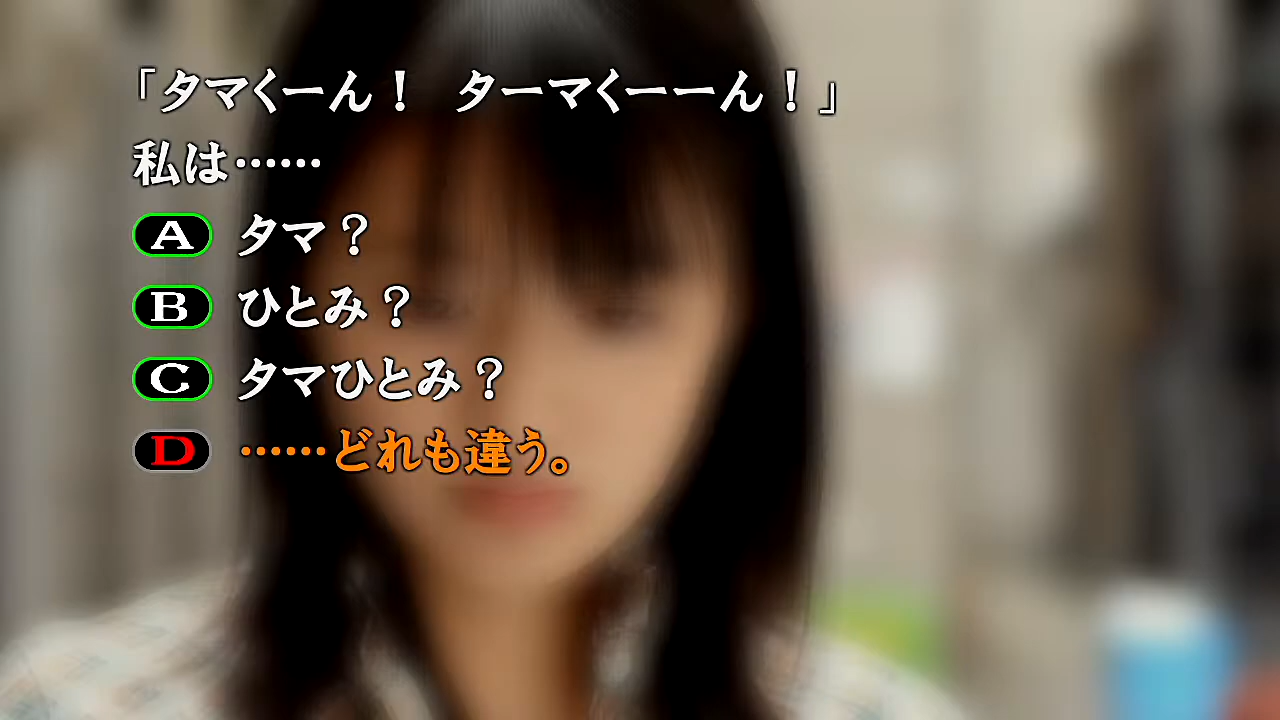 「タマくーん！　ターマくーーん！」
私は……
A タマ？
B ひとみ？
C タマひとみ？
D ……どれも違う。